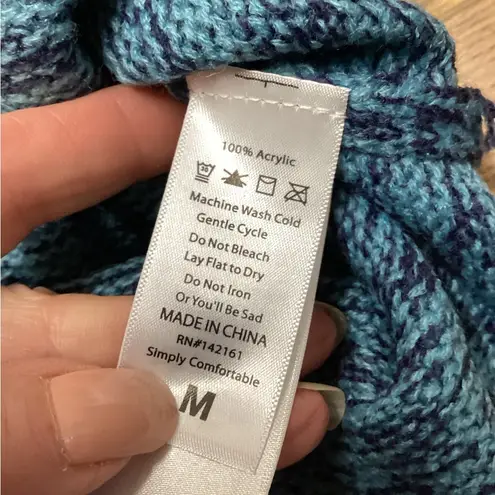 100% Acrylic
30
Machine Wash Cold
Gentle Cycle
Do Not Bleach
Lay Flat to Dry
Do Not Iron
Or You'll Be Sad
MADE IN CHINA
RN#142161
Simply Comfortable
M